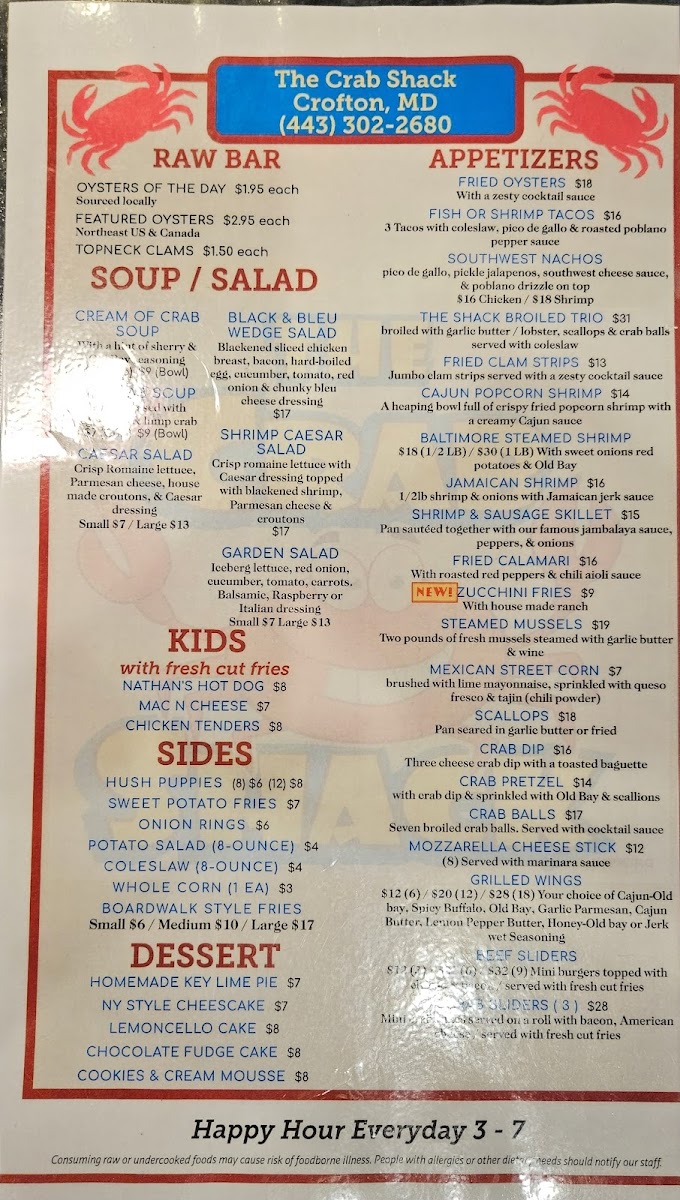 The Crab Shack
Crofton, MD
(443) 302-2680
RAW BAR
OYSTERS OF THE DAY $1.95 each
Sourced locally
FEATURED OYSTERS $2.95 each
Northeast US & Canada
TOPNECK CLAMS $1.50 each
SOUP / SALAD
CREAM OF CRAB
SOUP
With a hint of sherry &
seasoning
$9 (Bowl)
SOUP
with
& lump crab
$9 (Bowl)
CAESAR SALAD
Crisp Romaine lettuce,
Parmesan cheese, house
made croutons, & Caesar
dressing
Small $7 / Large $13
BLACK & BLEU
WEDGE SALAD
Blackened sliced chicken
breast, bacon, hard-boiled
egg, cucumber, tomato, red
onion & chunky bleu
cheese dressing
$17
SHRIMP CAESAR
SALAD
Crisp romaine lettuce with
Caesar dressing topped
with blackened shrimp,
Parmesan cheese &
croutons
$17
GARDEN SALAD
Iceberg lettuce, red onion,
cucumber, tomato, carrots.
Balsamic, Raspberry or
Italian dressing
Small $7 Large $13
KIDS
with fresh cut fries
NATHAN'S HOT DOG $8
MAC N CHEESE $7
CHICKEN TENDERS $8
SIDES
HUSH PUPPIES (8) $6 (12) $8
SWEET POTATO FRIES $7
ONION RINGS $6
POTATO SALAD (8-OUNCE) $4
COLESLAW (8-OUNCE) $4
WHOLE CORN (1 EA) $3
BOARDWALK STYLE FRIES
Small $6 / Medium $10 / Large $17
DESSERT
HOMEMADE KEY LIME PIE $7
NY STYLE CHEESCAKE $7
LEMONCELLO CAKE $8
CHOCOLATE FUDGE CAKE $8
COOKIES & CREAM MOUSSE $8
APPETIZERS
FRIED OYSTERS $18
With a zesty cocktail sauce
FISH OR SHRIMP TACOS $16
3 Tacos with coleslaw, pico de gallo & roasted poblano
pepper sauce
SOUTHWEST NACHOS
pico de gallo, pickle jalapenos, southwest cheese sauce,
& poblano drizzle on top
$16 Chicken / $18 Shrimp
THE SHACK BROILED TRIO $31
broiled with garlic butter / lobster, scallops & crab balls
served with coleslaw
FRIED CLAM STRIPS $13
Jumbo clam strips served with a zesty cocktail sauce
CAJUN POPCORN SHRIMP $14
A heaping bowl full of crispy fried popcorn shrimp with
a creamy Cajun sauce
BALTIMORE STEAMED SHRIMP
$18 (1/2 LB) / $30 (1 LB) With sweet onions red
potatoes & Old Bay
JAMAICAN SHRIMP $16
1/2lb shrimp & onions with Jamaican jerk sauce
SHRIMP & SAUSAGE SKILLET $15
Pan sautéed together with our famous jambalaya sauce,
peppers, & onions
FRIED CALAMARI $16
With roasted red peppers & chili aioli sauce
NEW! ZUCCHINI FRIES $9
With house made ranch
STEAMED MUSSELS $19
Two pounds of fresh mussels steamed with garlic butter
& wine
MEXICAN STREET CORN $7
brushed with lime mayonnaise, sprinkled with queso
fresco & tajin (chili powder)
SCALLOPS $18
Pan seared in garlic butter or fried
CRAB DIP $16
Three cheese crab dip with a toasted baguette
CRAB PRETZEL $14
with crab dip & sprinkled with Old Bay & scallions
CRAB BALLS $17
Seven broiled crab balls. Served with cocktail sauce
MOZZARELLA CHEESE STICK $12
(8) Served with marinara sauce
GRILLED WINGS
$12 (6) / $20 (12) / $28 (18) Your choice of Cajun-Old
bay, Spicy Buffalo, Old Bay, Garlic Parmesan, Cajun
Butter, Lemon Pepper Butter, Honey-Old bay or Jerk
wet Seasoning
BEEF SLIDERS
(6) $32 (9) Mini burgers topped with
/ served with fresh cut fries
SLIDERS ( 3 ) $28
served on a roll with bacon, American
cheese / served with fresh cut fries
Happy Hour Everyday 3 - 7
Consuming raw or undercooked foods may cause risk of foodborne illness. People with allergies or other needs should notify our staff.